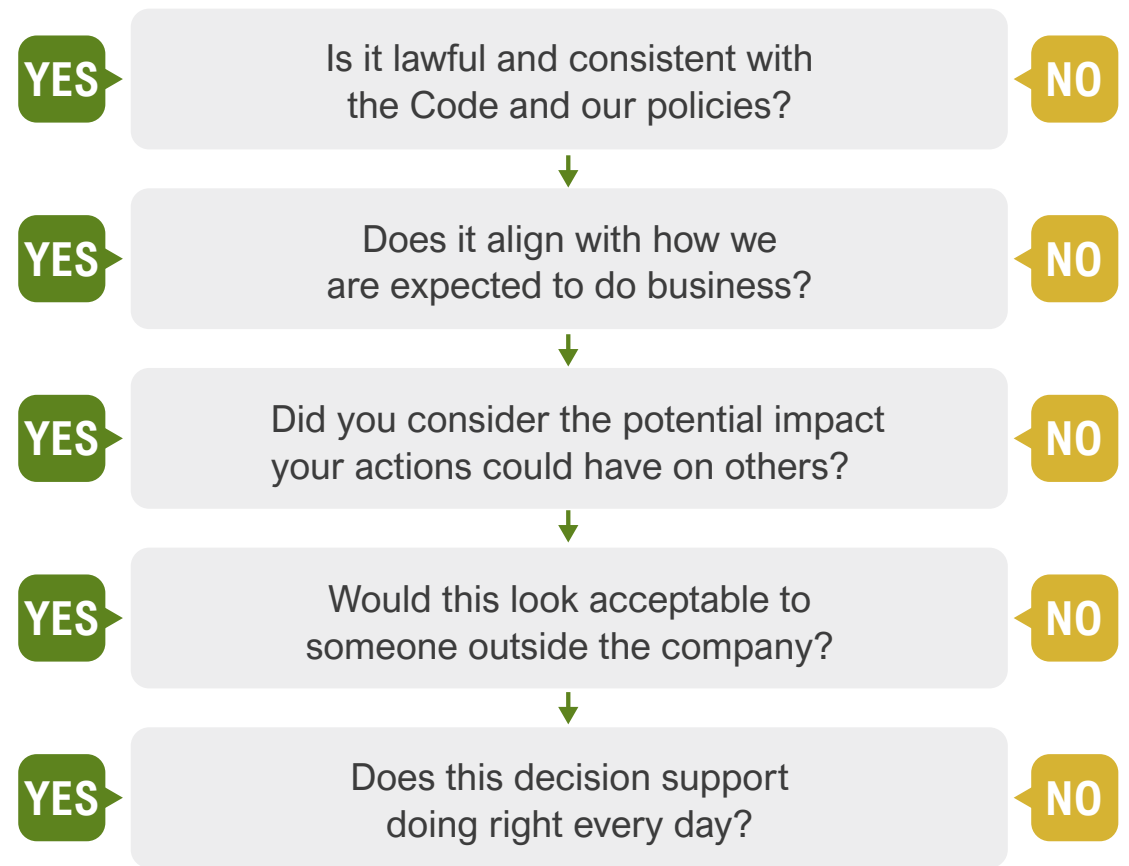 YES
Is it lawful and consistent with
the Code and our policies?
NO
YES
Does it align with how we
are expected to do business?
NO
YES
Did you consider the potential impact
your actions could have on others?
NO
YES
Would this look acceptable to
someone outside the company?
NO
YES
Does this decision support
doing right every day?
NO